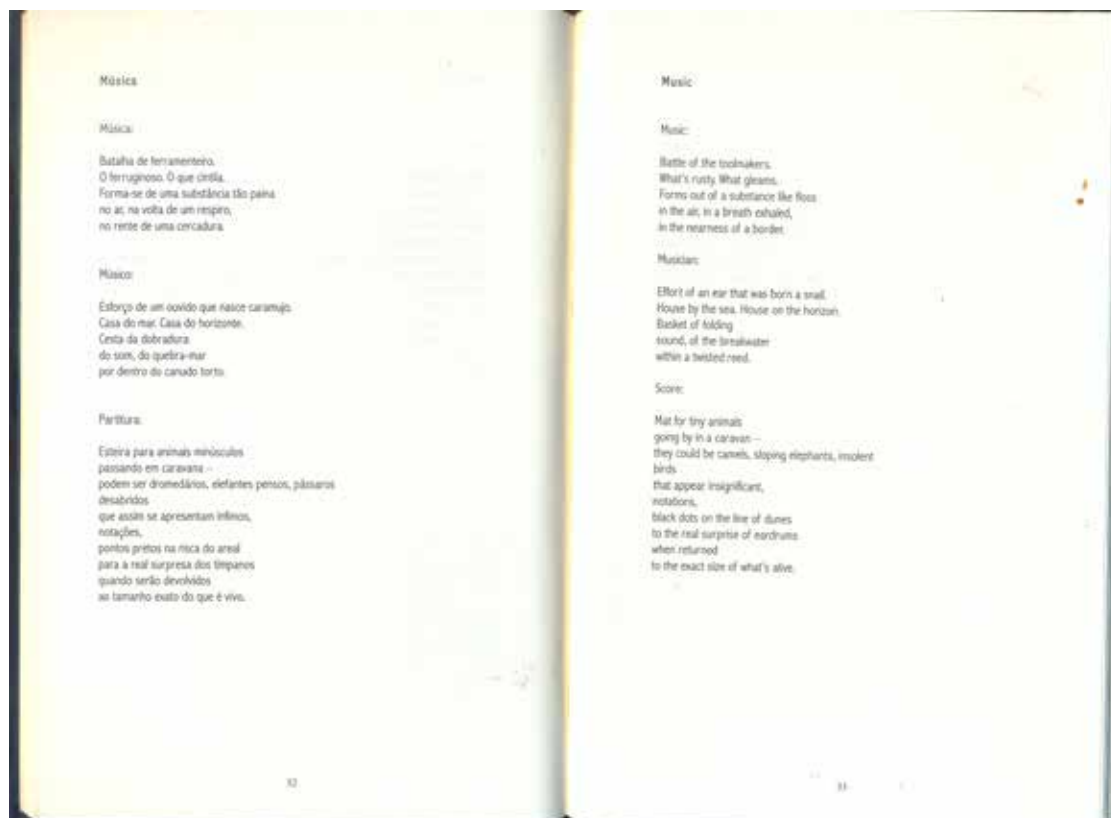 Música
Música:
Batalha de ferramenteiro.
O ferruginoso. O que cintila.
Forma-se de uma substância tão paina
no ar, na volta de um respiro,
no rente de uma cercadura.
Músico:
Esforço de um ouvido que nasce caramujo.
Casa do mar. Casa do horizonte.
Cesta da dobradura
do som, do quebra-mar
por dentro do canudo torto.
Partitura:
Esteira para animais minúsculos
passando em caravana –
podem ser dromedários, elefantes pensos, pássaros
desabridos
que assim se apresentam ínfimos,
notações,
pontos pretos na risca do areal
para a real surpresa dos tímpanos
quando serão devolvidos
ao tamanho exato do que é vivo.
32
Music
Music:
Battle of the toolmakers.
What's rusty. What gleams.
Forms out of a substance like floss
in the air, in a breath exhaled,
in the nearness of a border.
Musician:
Effort of an ear that was born a snail.
House by the sea. House on the horizon.
Basket of folding
sound, of the breakwater
within a twisted reed.
Score:
Mat for tiny animals
going by in a caravan –
they could be camels, sloping elephants, insolent
birds
that appear insignificant,
notations,
black dots on the line of dunes
to the real surprise of eardrums
when returned
to the exact size of what's alive.
33